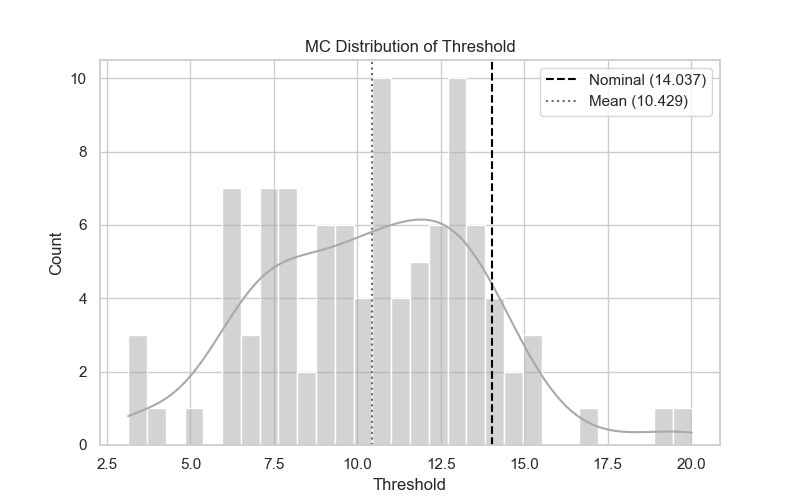 MC Distribution of Threshold
Nominal (14.037)
Mean (10.429)
10
8
6
4
2
0
Count
2.5 5.0 7.5 10.0 12.5 15.0 17.5 20.0
Threshold